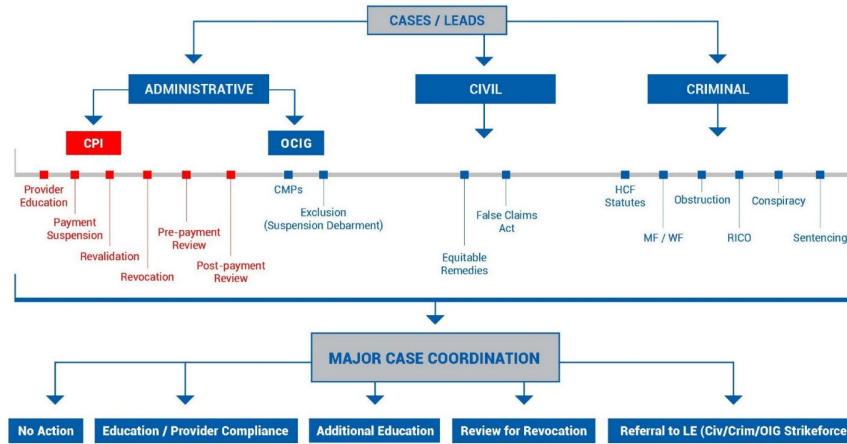 CASES / LEADS
ADMINISTRATIVE
CIVIL
CRIMINAL
CPI
OCIG
Provider
Education
Payment
Suspension
Revalidation
Revocation
Pre-payment
Review
Post-payment
Review
CMPs
Exclusion
(Suspension Debarment)
Equitable
Remedies
False Claims
Act
HCF
Statutes
MF / WF
Obstruction
RICO
Conspiracy
Sentencing
MAJOR CASE COORDINATION
No Action
Education / Provider Compliance
Additional Education
Review for Revocation
Referral to LE (Civ/Crim/OIG Strikeforce